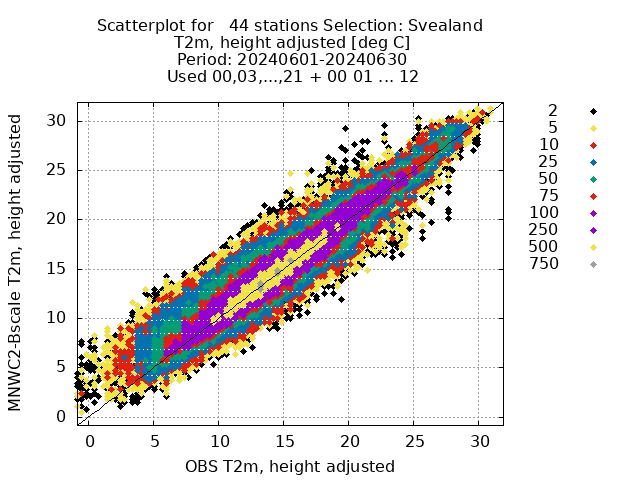 Scatterplot for   44 stations Selection: Svealand
T2m, height adjusted [deg C]
Period: 20240601-20240630
Used 00,03,...,21 + 00 01 ... 12
MNWC2-Bscale T2m, height adjusted
30
25
20
15
10
5
0
0 5 10 15 20 25 30
OBS T2m, height adjusted
2
5
10
25
50
75
100
250
500
750